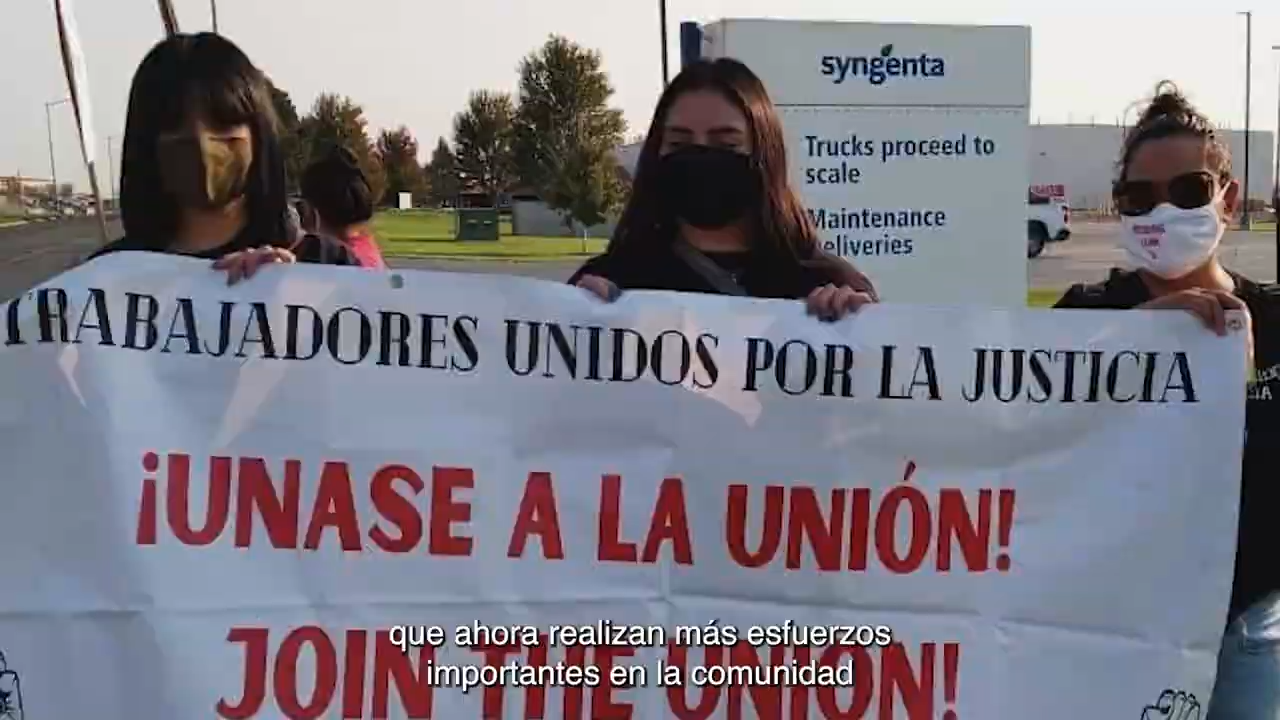 syngenta
Trucks proceed to
scale
Maintenance
Deliveries
TRABAJADORES UNIDOS POR LA JUSTICIA
¡UNASE A LA UNIÓN!
JOIN THE UNION!
que ahora realizan más esfuerzos
importantes en la comunidad